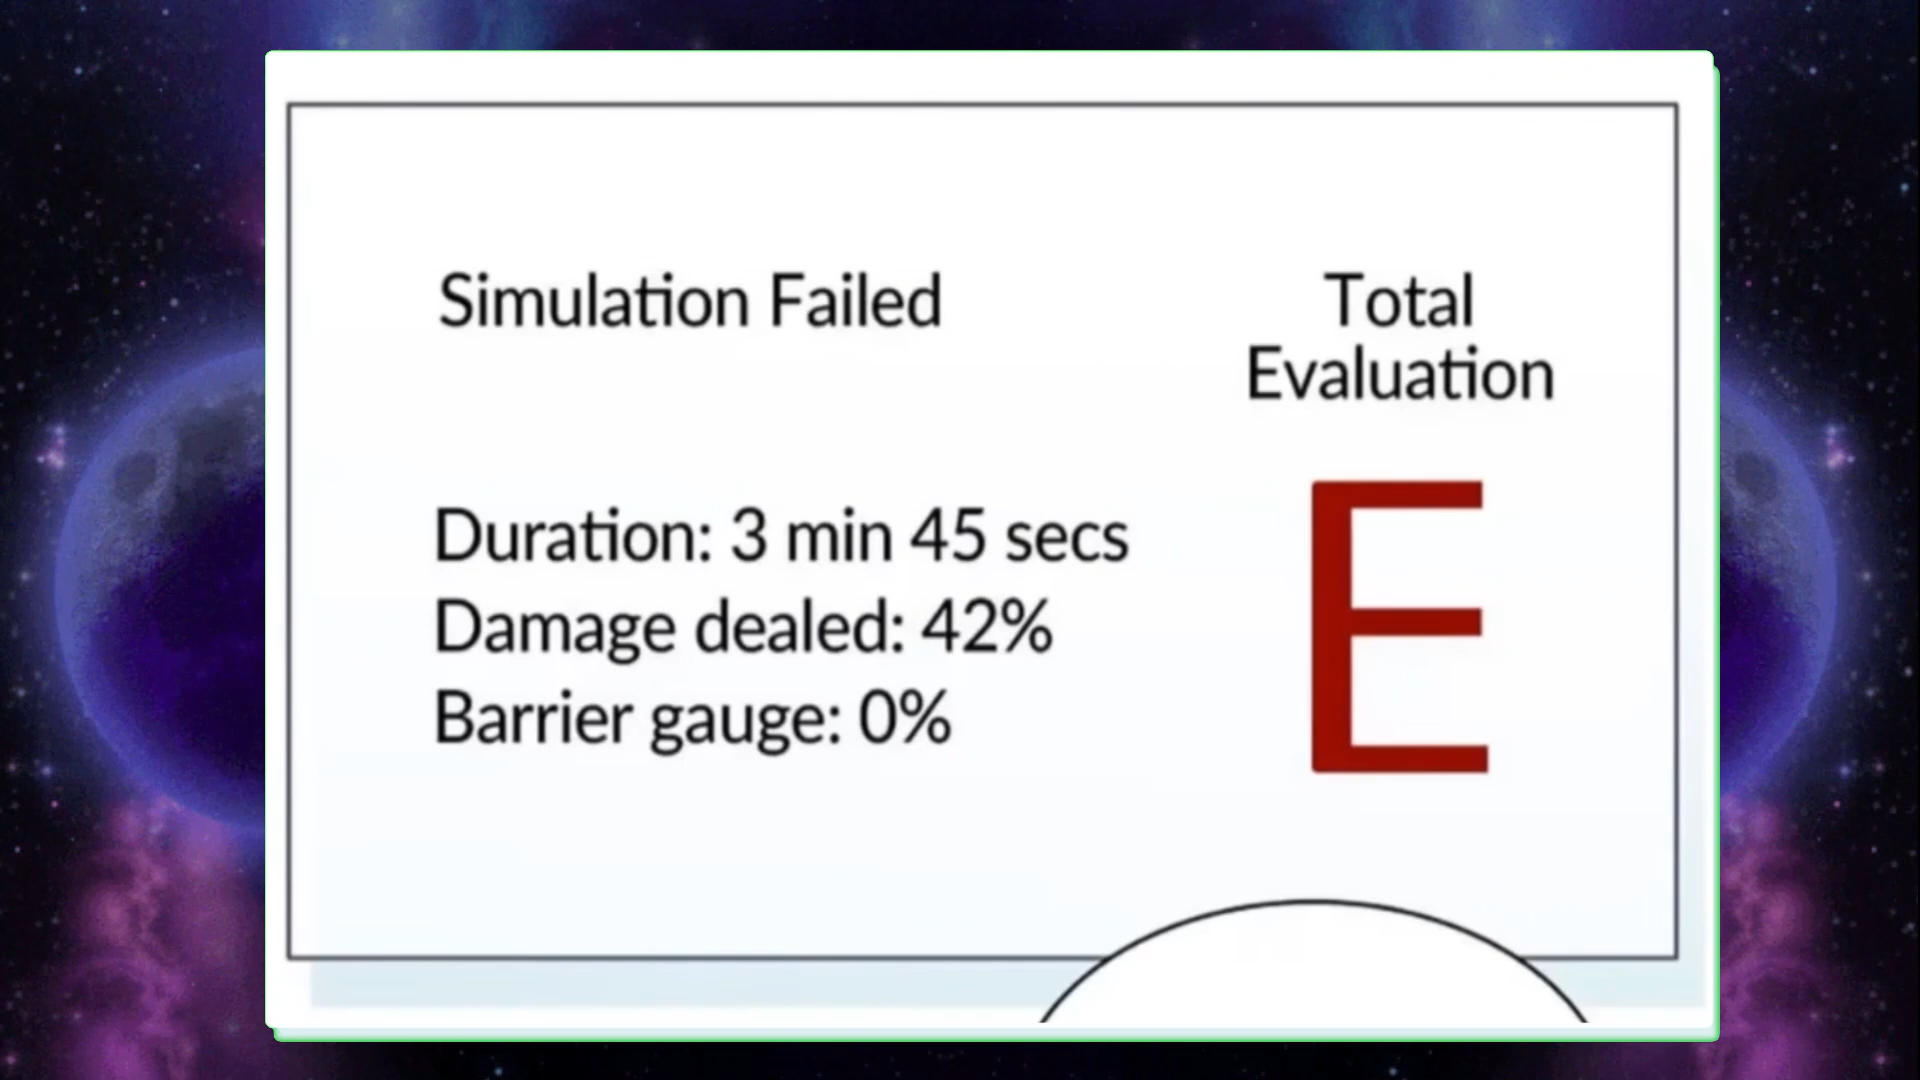 Simulation Failed
Total
Evaluation
Duration: 3 min 45 secs
Damage dealed: 42%
Barrier gauge: 0%
E